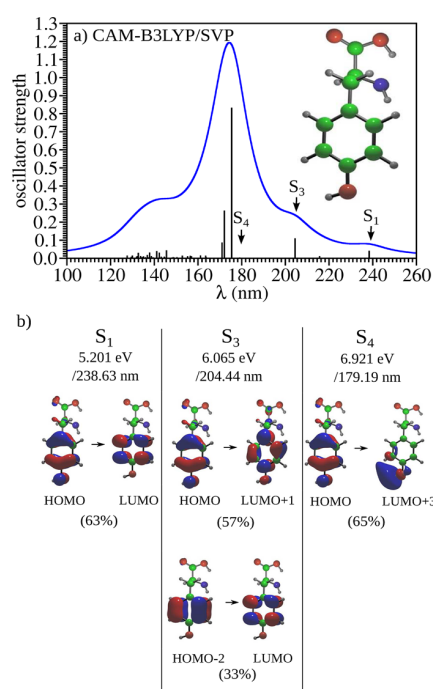 a) CAM-B3LYP/SVP
oscillator strength
1.3
1.2
1.1
1.0
0.9
0.8
0.7
0.6
0.5
0.4
0.3
0.2
0.1
0.0
S4
S3
S1
100 120 140 160 180 200 220 240 260
λ (nm)
b)
S1 S3 S4
5.201 eV 6.065 eV 6.921 eV
/238.63 nm /204.44 nm /179.19 nm
HOMO LUMO HOMO LUMO+1 HOMO LUMO+3
(63%) (57%) (65%)
HOMO-2 LUMO
(33%)